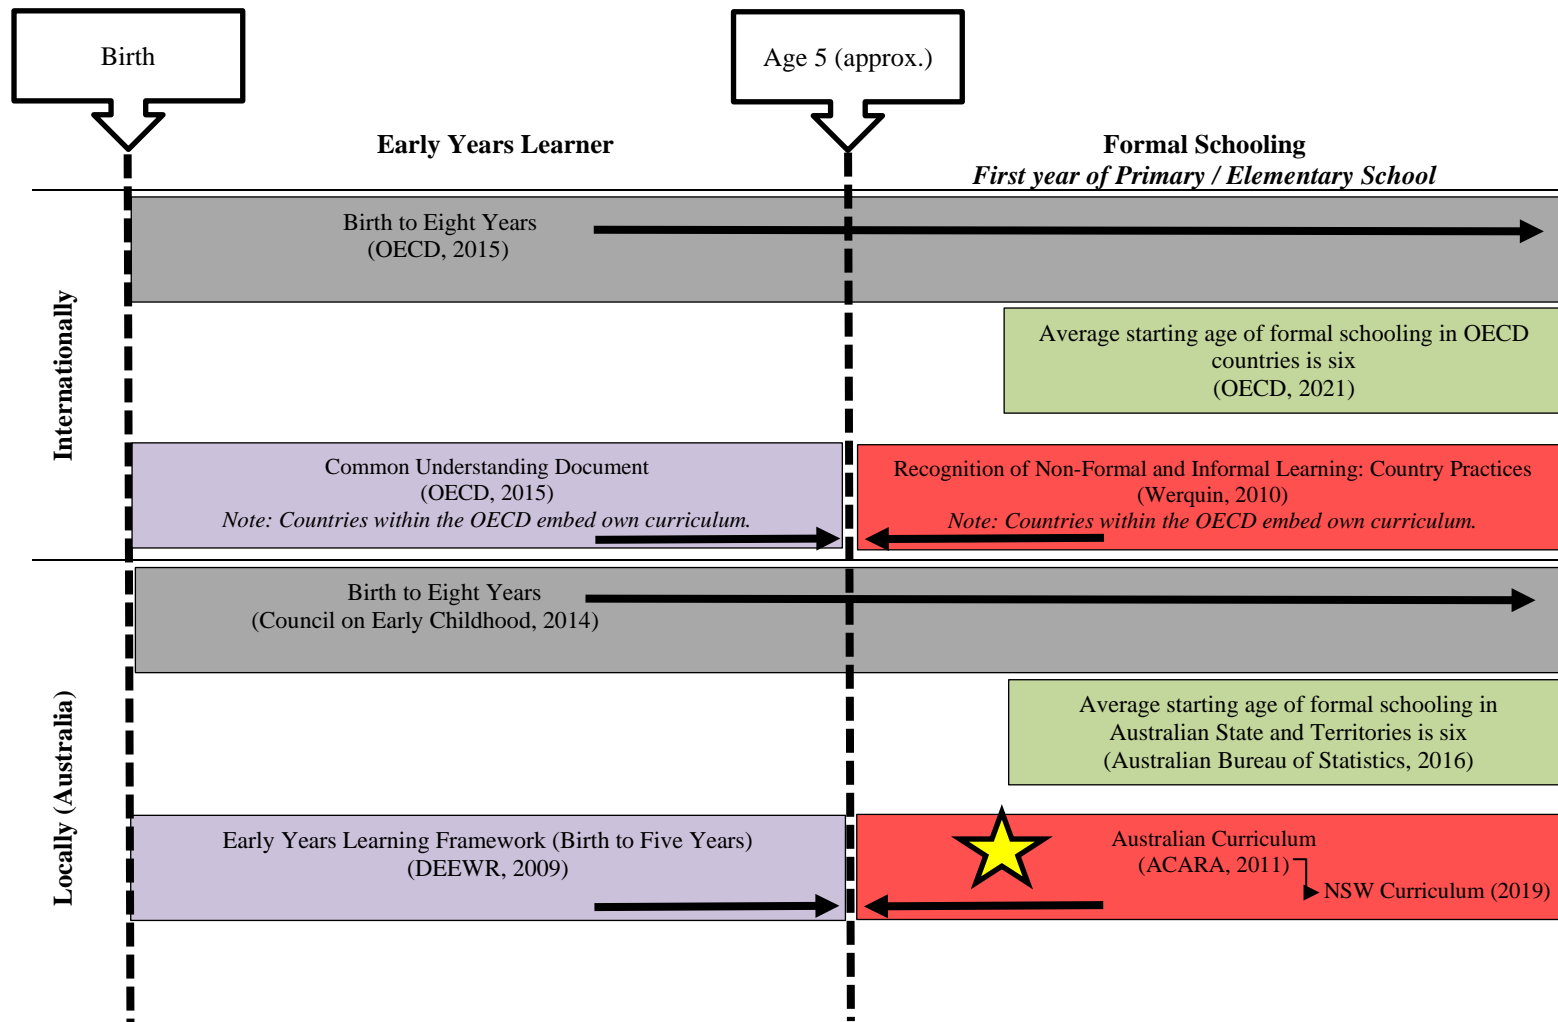 Birth
Age 5 (approx.)
Early Years Learner
Formal Schooling
First year of Primary / Elementary School
Internationally
Birth to Eight Years
(OECD, 2015)
Average starting age of formal schooling in OECD
countries is six
(OECD, 2021)
Common Understanding Document
(OECD, 2015)
Note: Countries within the OECD embed own curriculum.
Recognition of Non-Formal and Informal Learning: Country Practices
(Werquin, 2010)
Note: Countries within the OECD embed own curriculum.
Locally (Australia)
Birth to Eight Years
(Council on Early Childhood, 2014)
Average starting age of formal schooling in
Australian State and Territories is six
(Australian Bureau of Statistics, 2016)
Early Years Learning Framework (Birth to Five Years)
(DEEWR, 2009)
Australian Curriculum
(ACARA, 2011)
NSW Curriculum (2019)